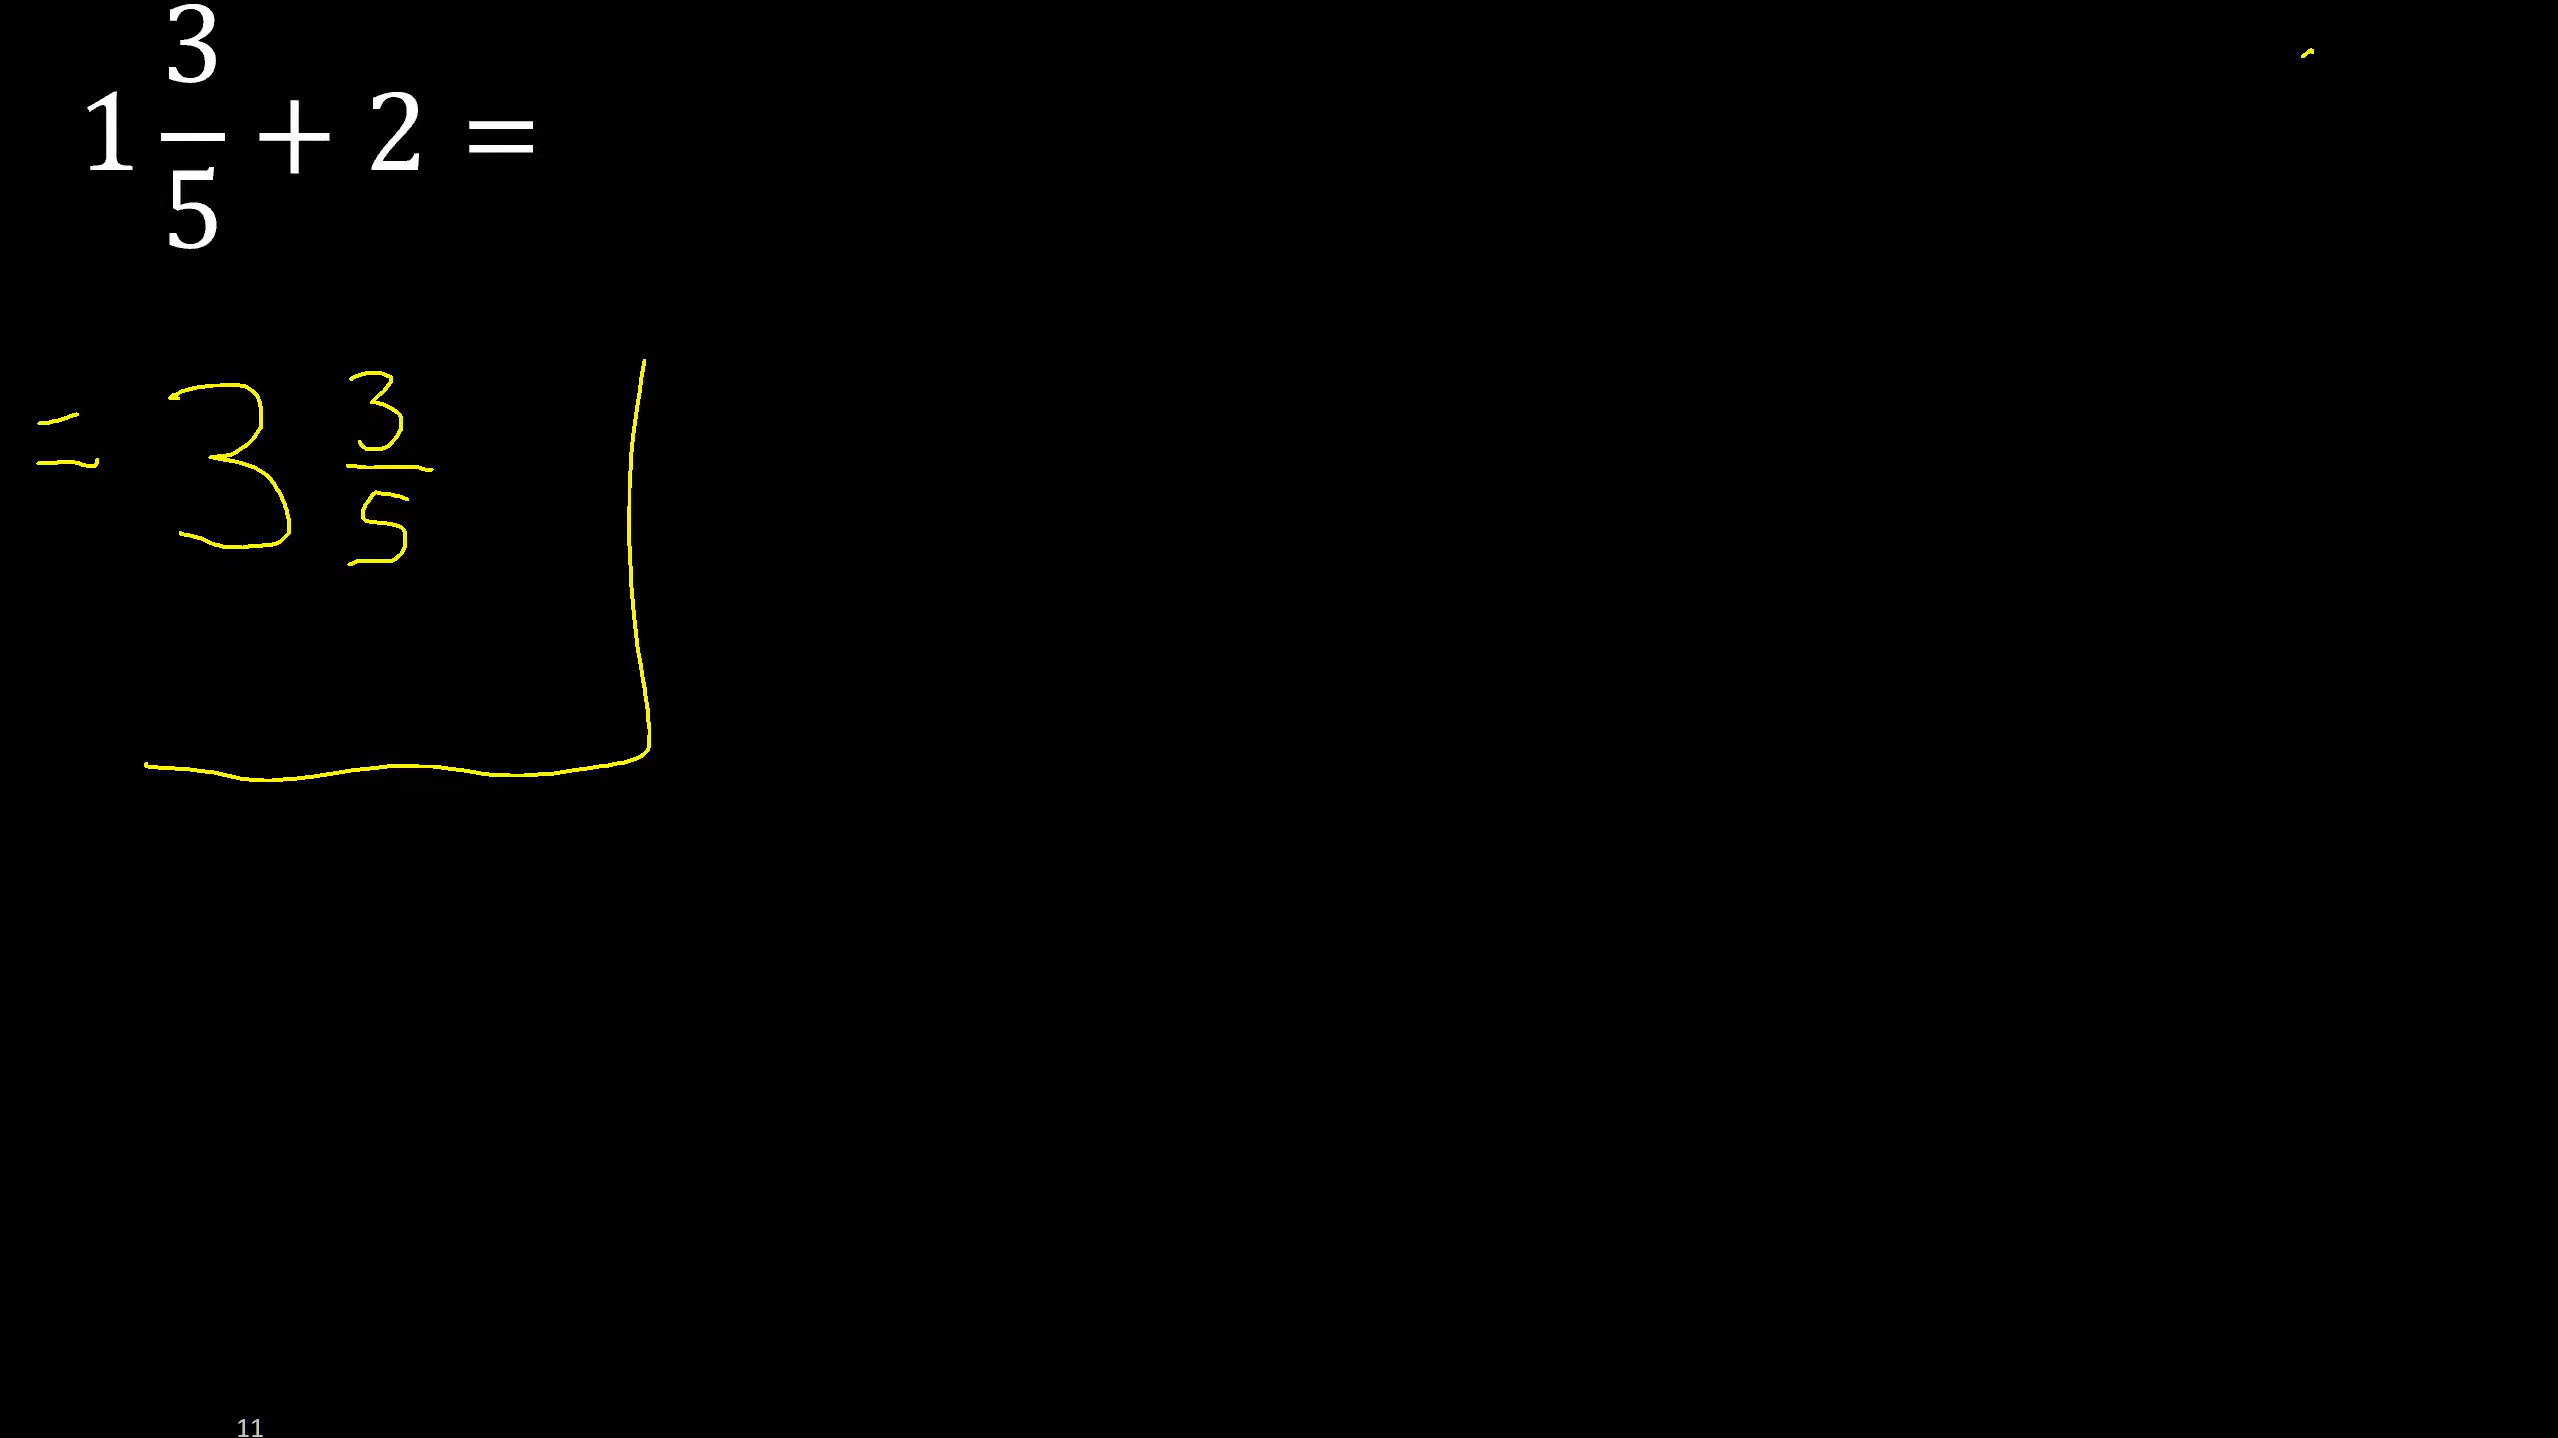 1 3/5 + 2 =
= 3 3/5
11